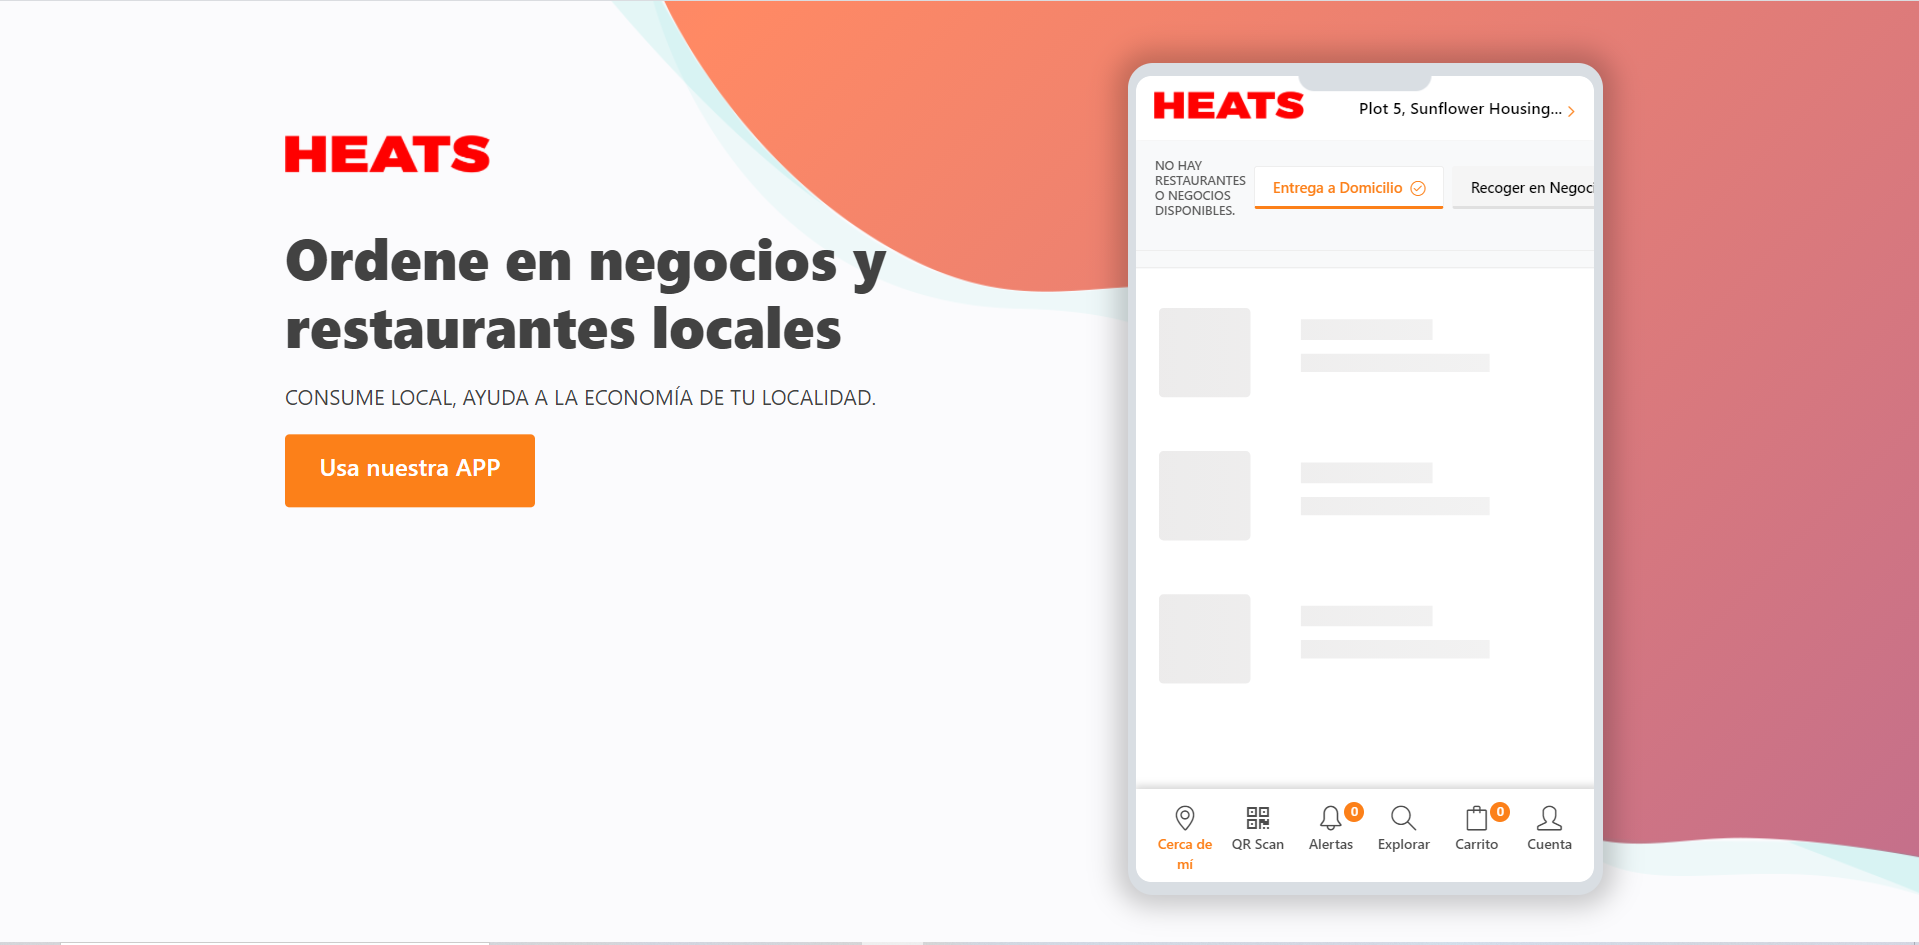 HEATS
Ordene en negocios y
restaurantes locales
CONSUME LOCAL, AYUDA A LA ECONOMÍA DE TU LOCALIDAD.
Usa nuestra APP
HEATS
Plot 5, Sunflower Housing...
NO HAY
RESTAURANTES
O NEGOCIOS
DISPONIBLES.
Entrega a Domicilio
Recoger en Negoci
0
0
Cerca de
mí
QR Scan
Alertas
Explorar
Carrito
Cuenta